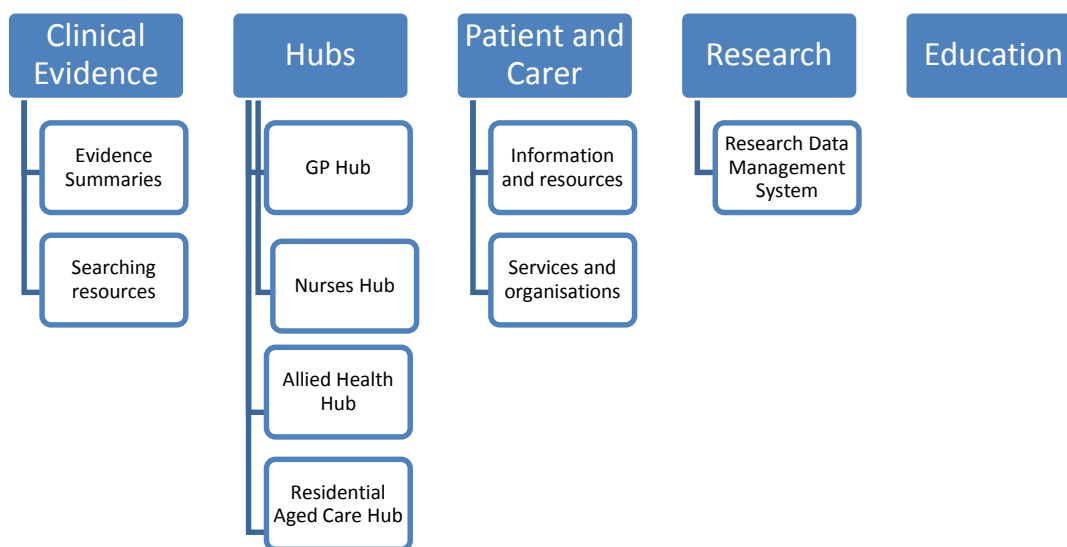 Clinical
Evidence
Evidence
Summaries
Searching
resources
Hubs
GP Hub
Nurses Hub
Allied Health
Hub
Residential
Aged Care Hub
Patient and
Carer
Information
and resources
Services and
organisations
Research
Research Data
Management
System
Education